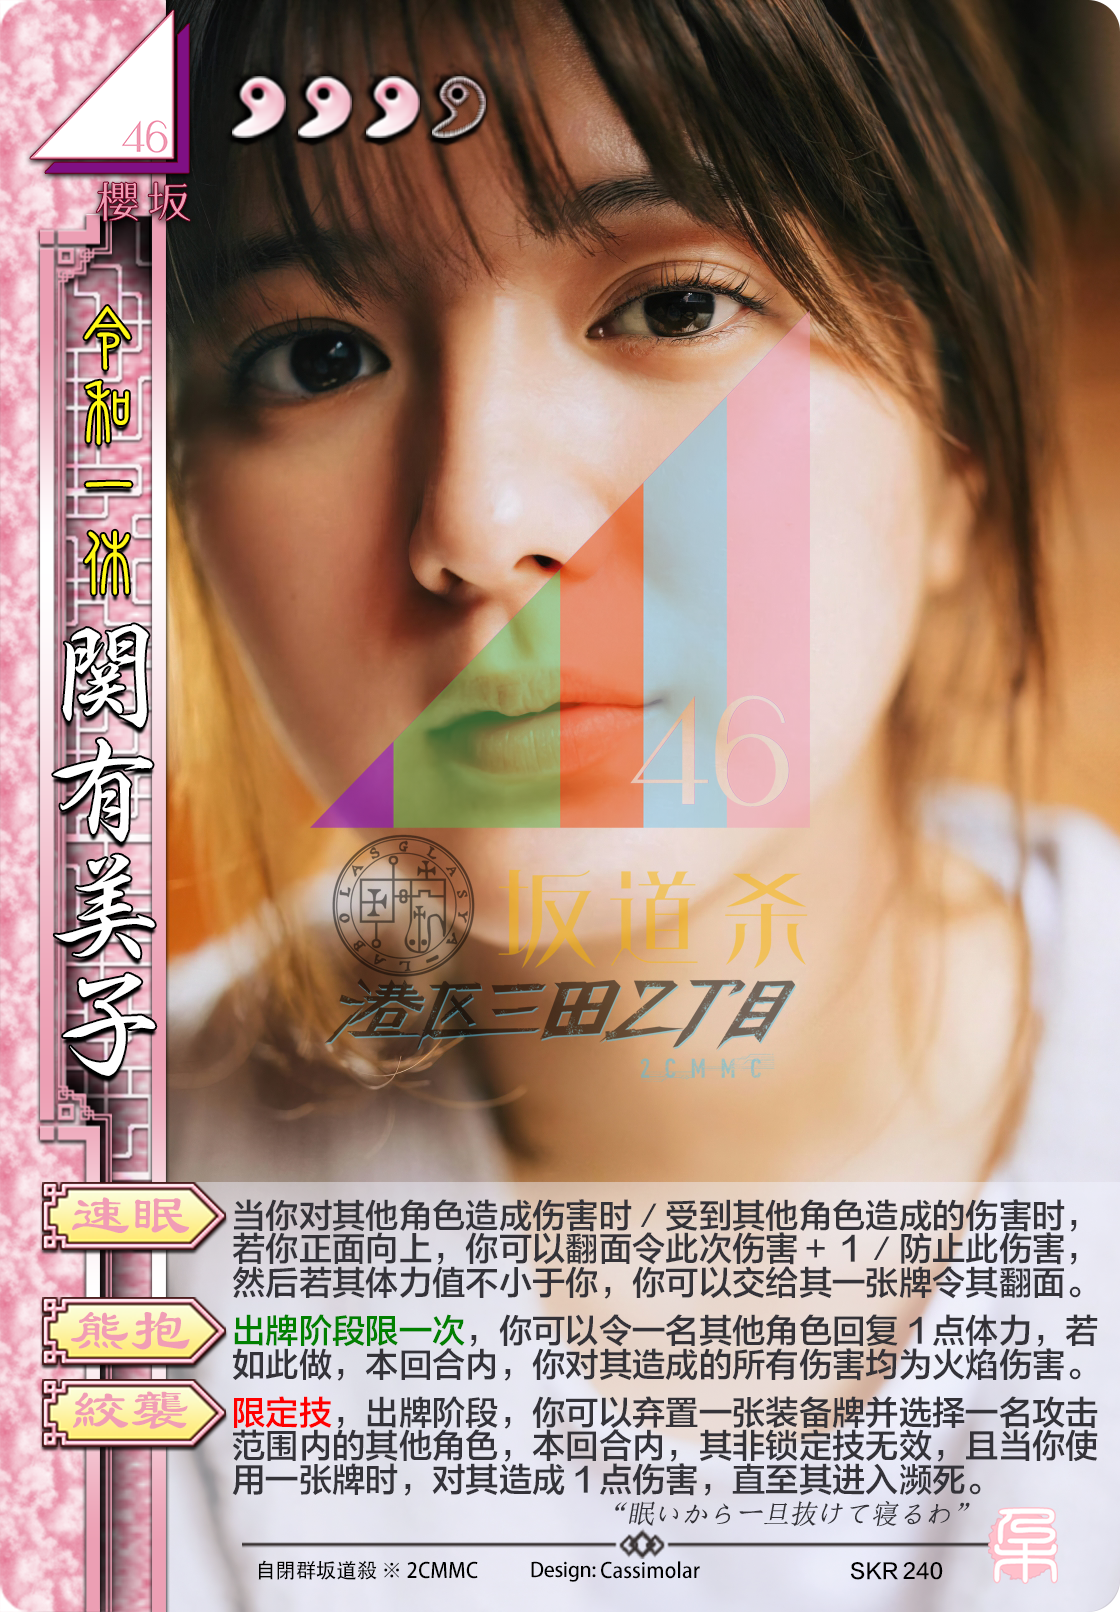 46
櫻坂
令和一休
関有美子
46
GLASYA-LABOLAS
坂道杀
港区三田乙丁目
2CMMC
速眠
当你对其他角色造成伤害时 / 受到其他角色造成的伤害时，
若你正面向上，你可以翻面令此次伤害 + 1 / 防止此伤害，
然后若其体力值不小于你，你可以交给其一张牌令其翻面。
熊抱
出牌阶段限一次，你可以令一名其他角色回复 1 点体力，若
如此做，本回合内，你对其造成的所有伤害均为火焰伤害。
絞襲
限定技，出牌阶段，你可以弃置一张装备牌并选择一名攻击
范围内的其他角色，本回合内，其非锁定技无效，且当你使
用一张牌时，对其造成 1 点伤害，直至其进入濒死。
“眠いから一旦抜けて寝るわ”
自閉群坂道殺 ※ 2CMMC
Design: Cassimolar
SKR 240